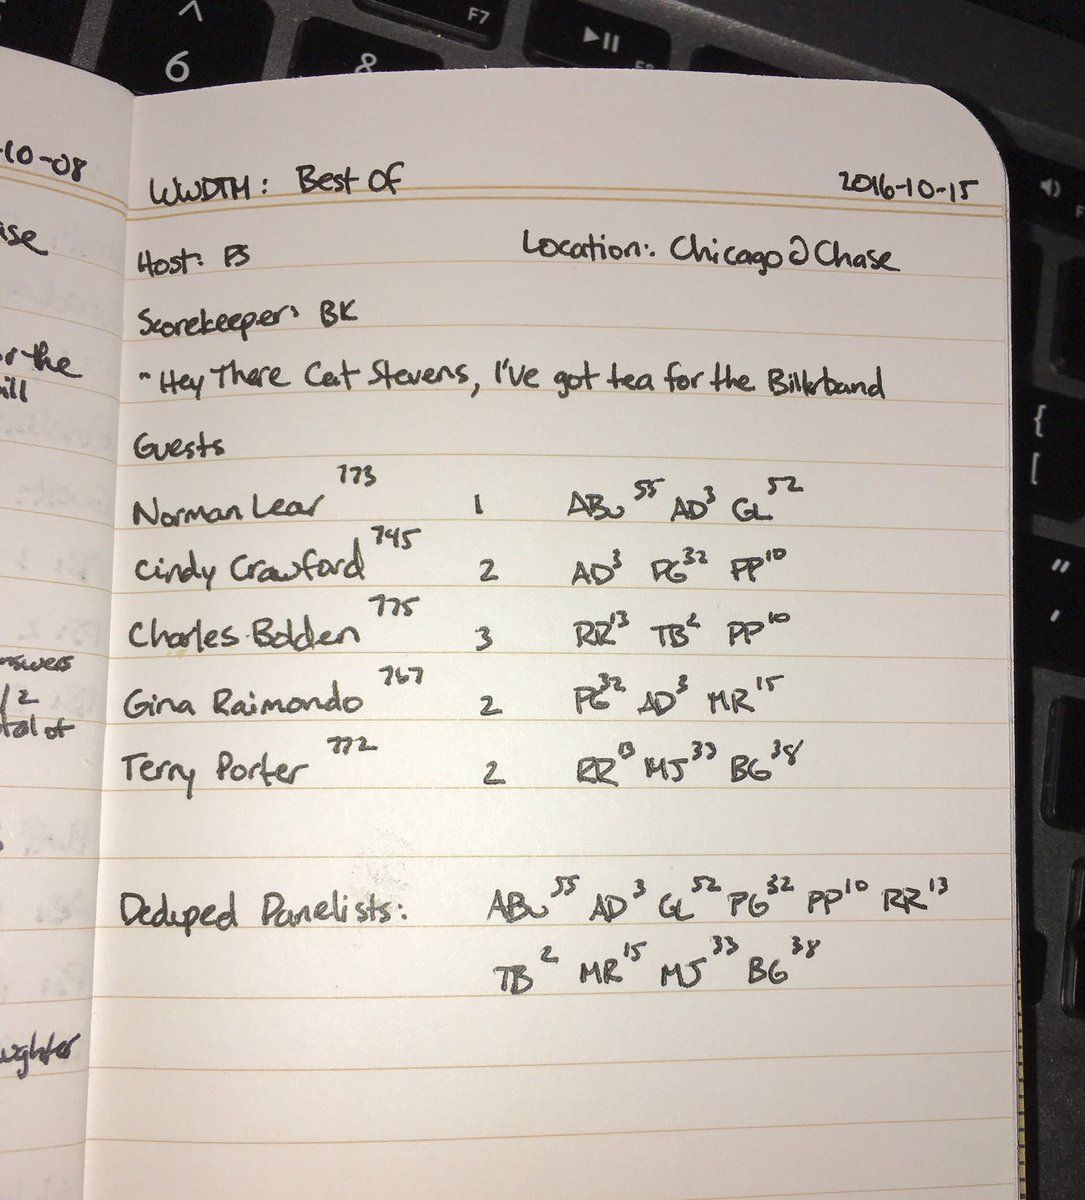 ^
6
8
F7
-10-08
WWDTM: Best Of 2016-10-15
ase
Host: PS Location: Chicago @ Chase
Scorekeeper: BK
or the
ill
"Hey There Cat Stevens, I've got tea for the Billerband
Guests
Norman Lear 773 1 ABu 55 AD 3 GL 52
Cindy Crawford 745 2 AD 3 PG 32 PP 10
Charles Bolden 775 3 RR 13 TB 2 PP 10
nswers
/2
Gina Raimondo 767 2 PG 32 AD 3 MR 15
tal of
Terry Porter 772 2 RR 13 MJ 33 BG 38
Deduped Panelists: ABu 55 AD 3 GL 52 PG 32 PP 10 RR 13
TB 2 MR 15 MJ 33 BG 38
ughter
{
[
"
'